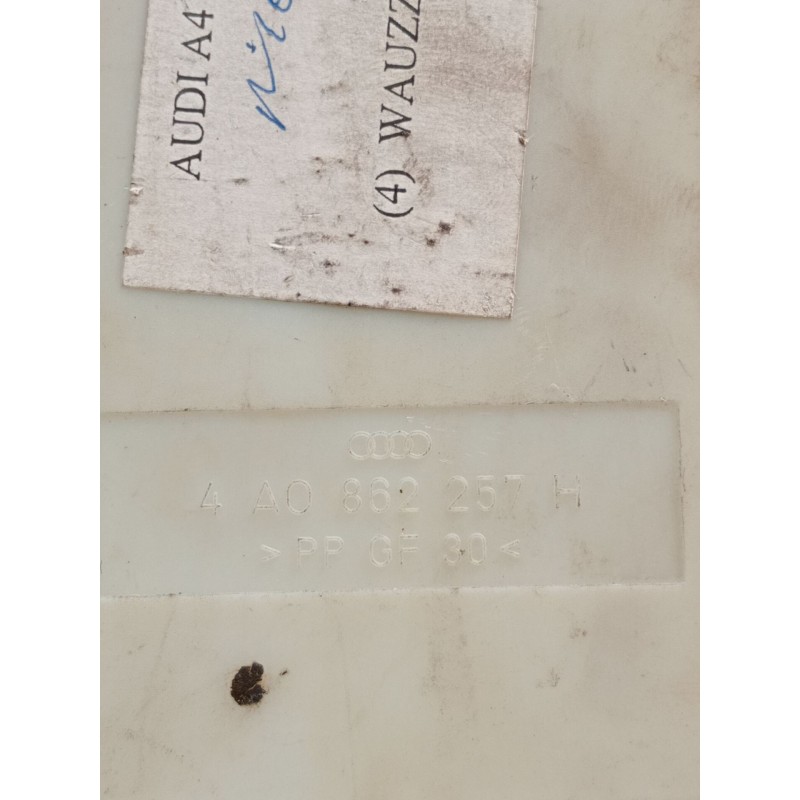 AUDI A4
(4) WAUZZ
4 A0 862 257 H
>PP GF 30<